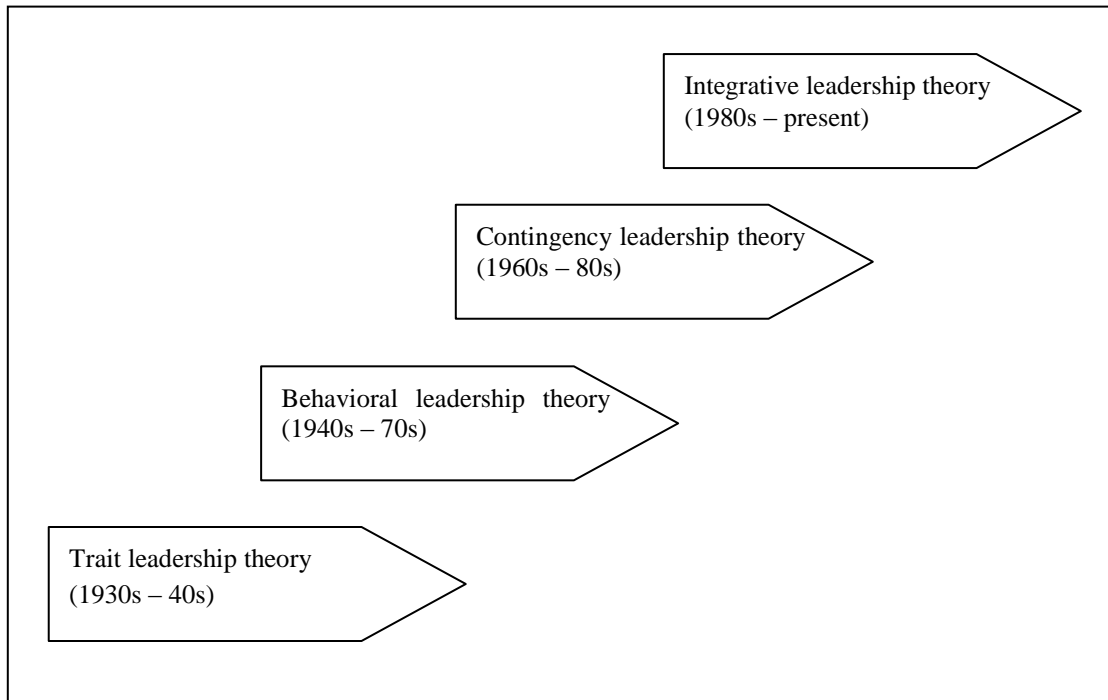 Integrative leadership theory
(1980s – present)
Contingency leadership theory
(1960s – 80s)
Behavioral leadership theory
(1940s – 70s)
Trait leadership theory
(1930s – 40s)